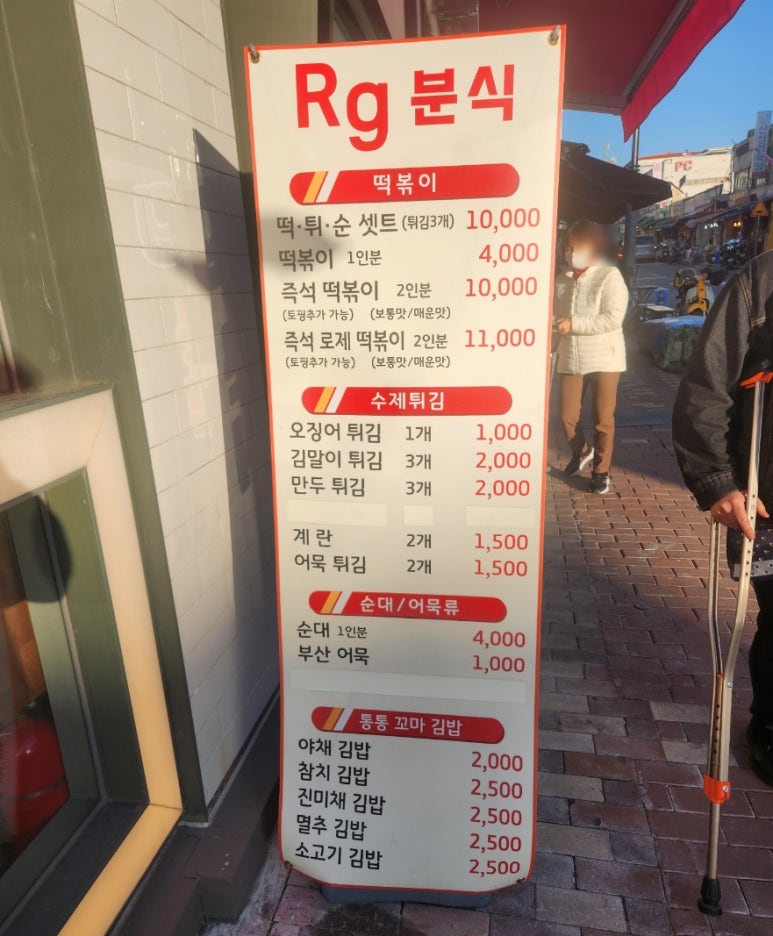 Rg 분식
떡볶이
떡·튀·순 셋트 (튀김3개) 10,000
떡볶이 1인분 4,000
즉석 떡볶이 2인분 10,000
(토핑추가 가능) (보통맛/매운맛)
즉석 로제 떡볶이 2인분 11,000
(토핑추가 가능) (보통맛/매운맛)
수제튀김
오징어 튀김 1개 1,000
김말이 튀김 3개 2,000
만두 튀김 3개 2,000
계란 2개 1,500
어묵 튀김 2개 1,500
순대/어묵류
순대 1인분 4,000
부산 어묵 1,000
통통 꼬마 김밥
야채 김밥 2,000
참치 김밥 2,500
진미채 김밥 2,500
멸추 김밥 2,500
소고기 김밥 2,500
PC